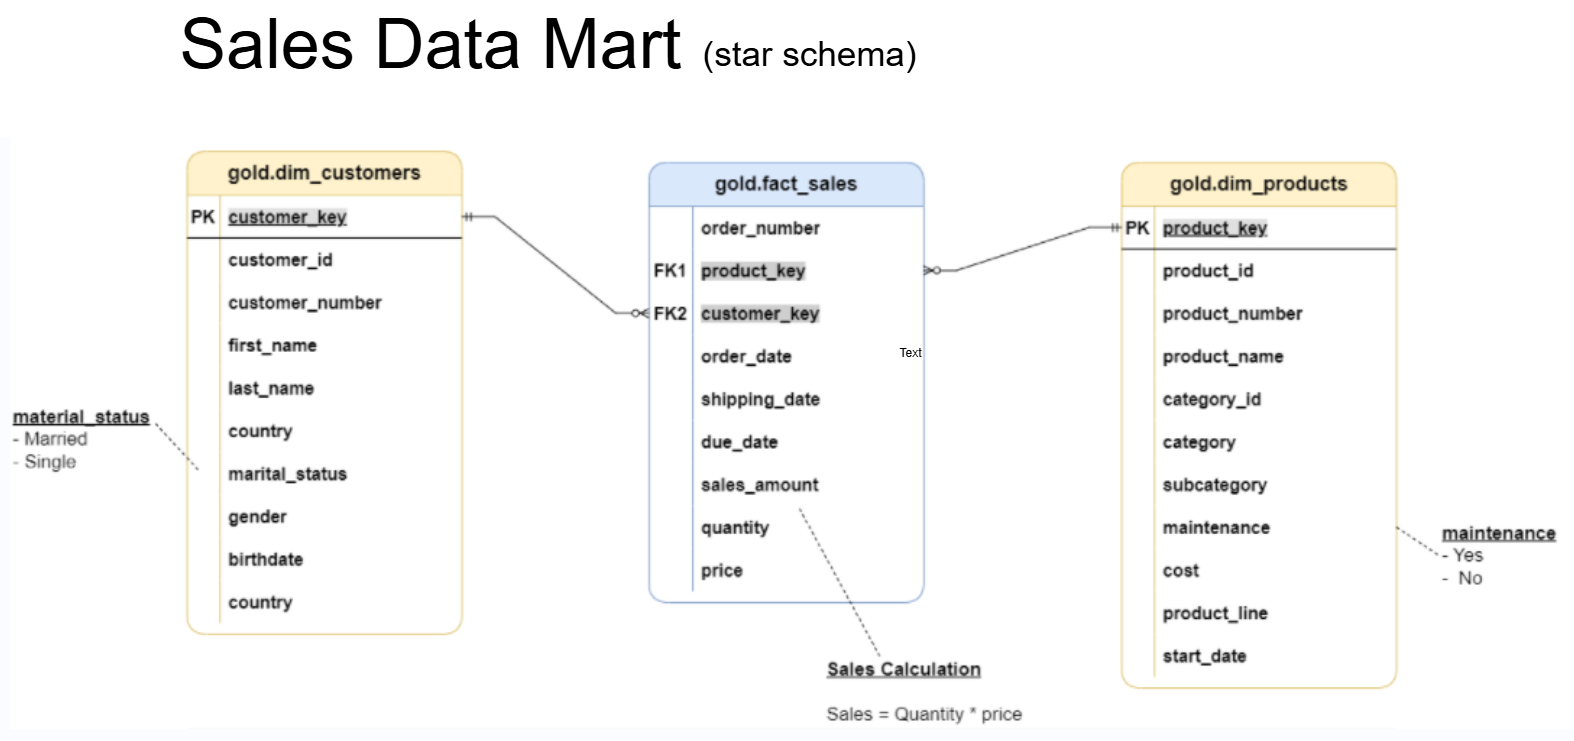 Sales Data Mart (star schema)
gold.dim_customers
PK customer_key
customer_id
customer_number
first_name
last_name
country
marital_status
gender
birthdate
country
material_status
- Married
- Single
gold.fact_sales
order_number
FK1 product_key
FK2 customer_key
order_date
Text
shipping_date
due_date
sales_amount
quantity
price
Sales Calculation
Sales = Quantity * price
gold.dim_products
PK product_key
product_id
product_number
product_name
category_id
category
subcategory
maintenance
cost
product_line
start_date
maintenance
- Yes
- No